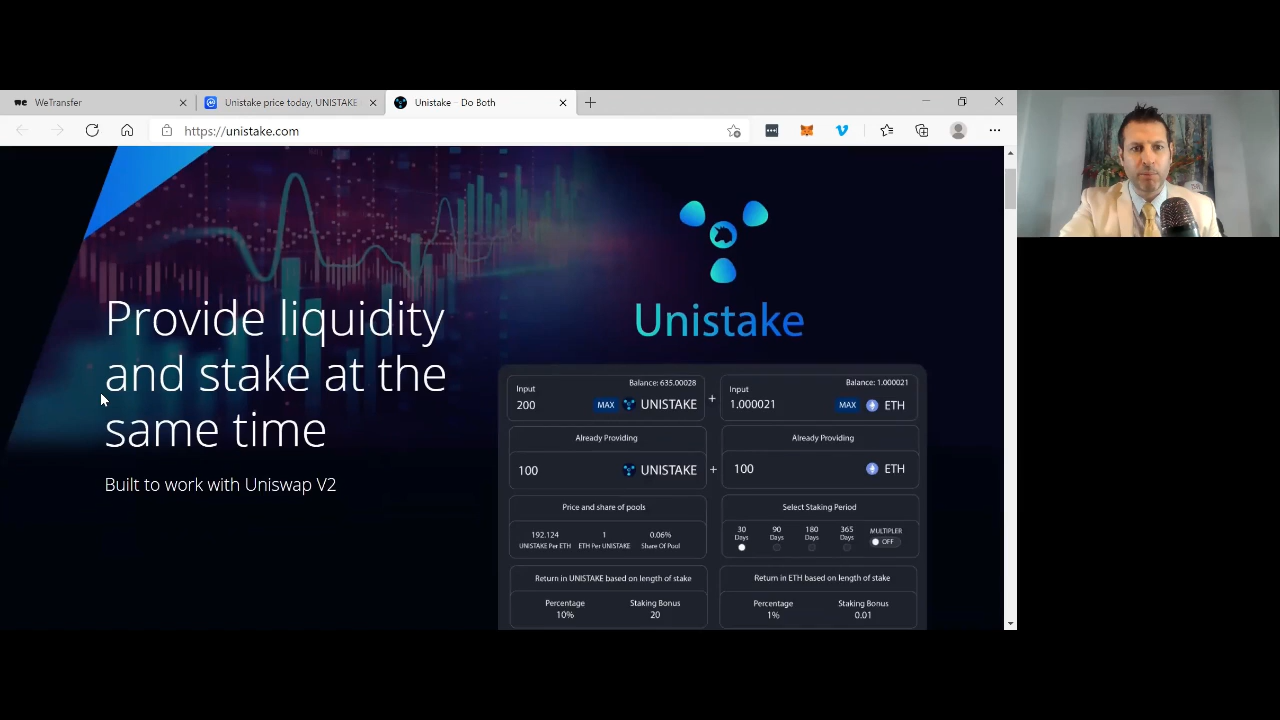 WeTransfer
Unistake price today, UNISTAKE
Unistake - Do Both
https://unistake.com
Provide liquidity
and stake at the
same time
Built to work with Uniswap V2
Unistake
Input
Balance: 635.00028
200
MAX
UNISTAKE
+
Input
Balance: 1.000021
1.000021
MAX
ETH
Already Providing
100
UNISTAKE
+
Already Providing
100
ETH
Price and share of pools
192.124
1
0.06%
UNISTAKE Per ETH
ETH Per UNISTAKE
Share Of Pool
Select Staking Period
30
90
180
365
Days
Days
Days
Days
MULTIPLER
OFF
Return in UNISTAKE based on length of stake
Percentage
Staking Bonus
10%
20
Return in ETH based on length of stake
Percentage
Staking Bonus
1%
0.01